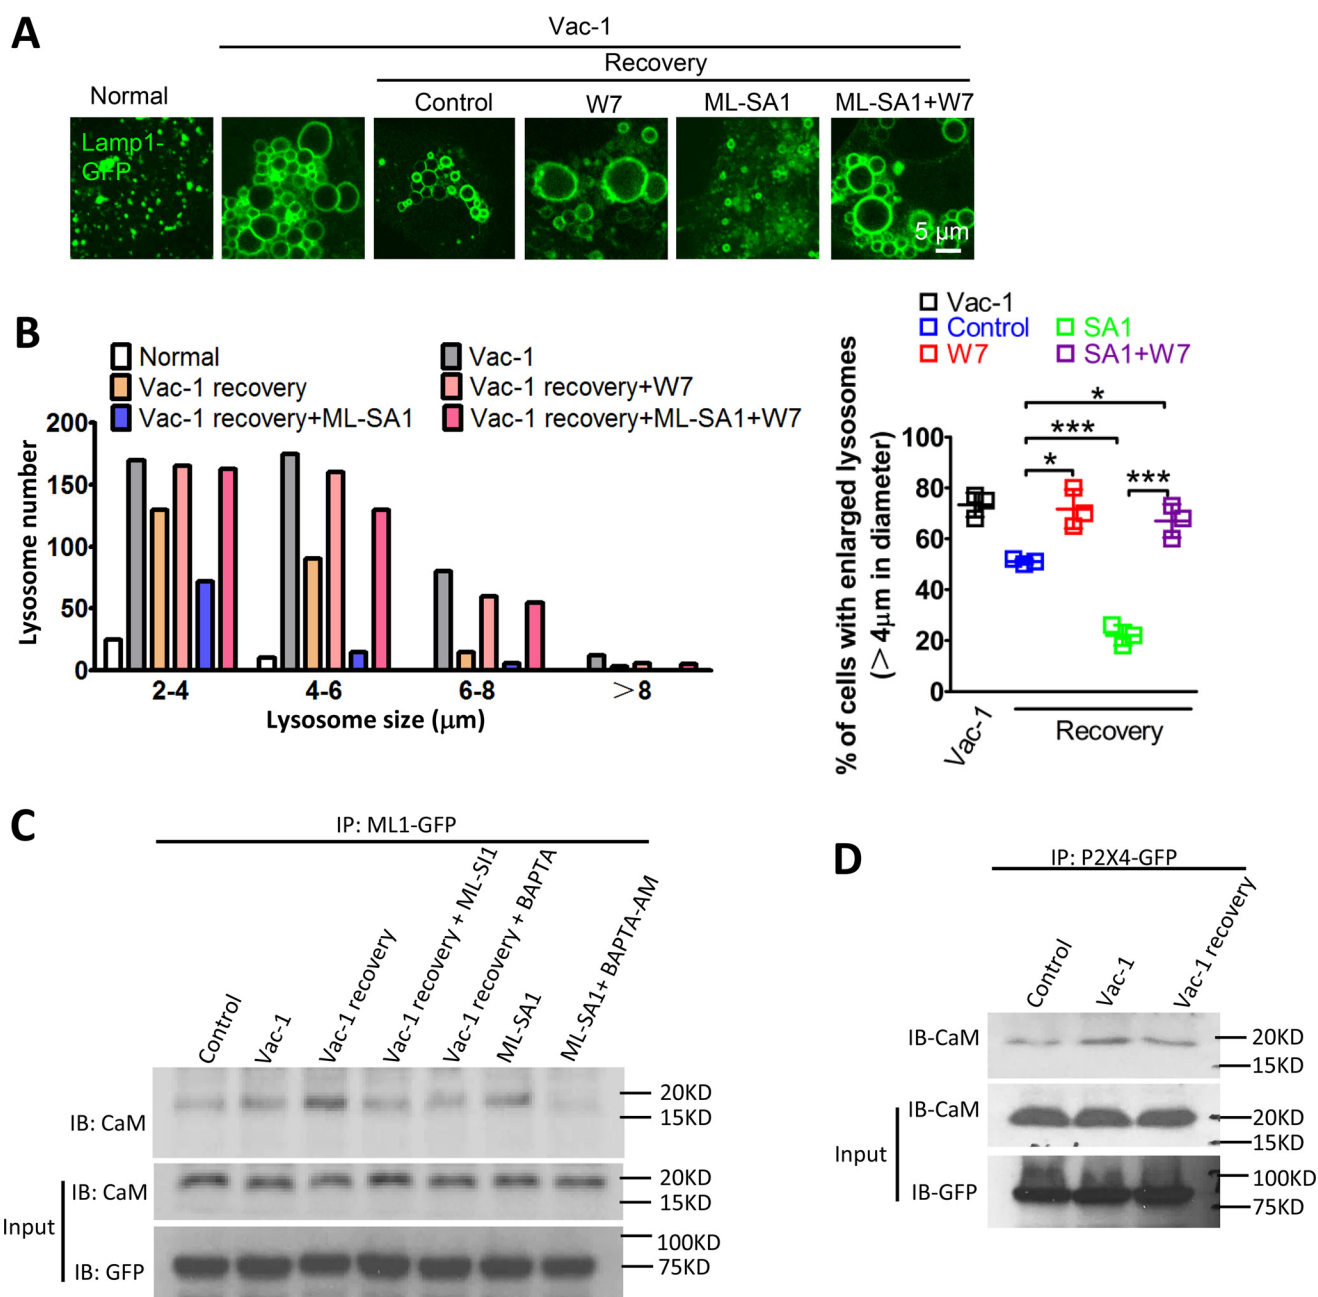 A
Vac-1
Recovery
Normal
Control
W7
ML-SA1
ML-SA1+W7
Lamp1-
GFP
5 μm
B
Normal
Vac-1
Vac-1 recovery
Vac-1 recovery+W7
Vac-1 recovery+ML-SA1
Vac-1 recovery+ML-SA1+W7
Lysosome number
200
150
100
50
0
2-4
4-6
6-8
>8
Lysosome size (μm)
Vac-1
Control
SA1
W7
SA1+W7
% of cells with enlarged lysosomes
(> 4μm in diameter)
100
80
60
40
20
0
*
***
*
***
Vac-1
Recovery
C
IP: ML1-GFP
Control
Vac-1
Vac-1 recovery
Vac-1 recovery + ML-SI1
Vac-1 recovery + BAPTA
ML-SA1
ML-SA1+ BAPTA-AM
IB: CaM
20KD
15KD
Input
IB: CaM
20KD
15KD
IB: GFP
100KD
75KD
D
IP: P2X4-GFP
Control
Vac-1
Vac-1 recovery
IB-CaM
20KD
15KD
Input
IB-CaM
20KD
15KD
IB-GFP
100KD
75KD